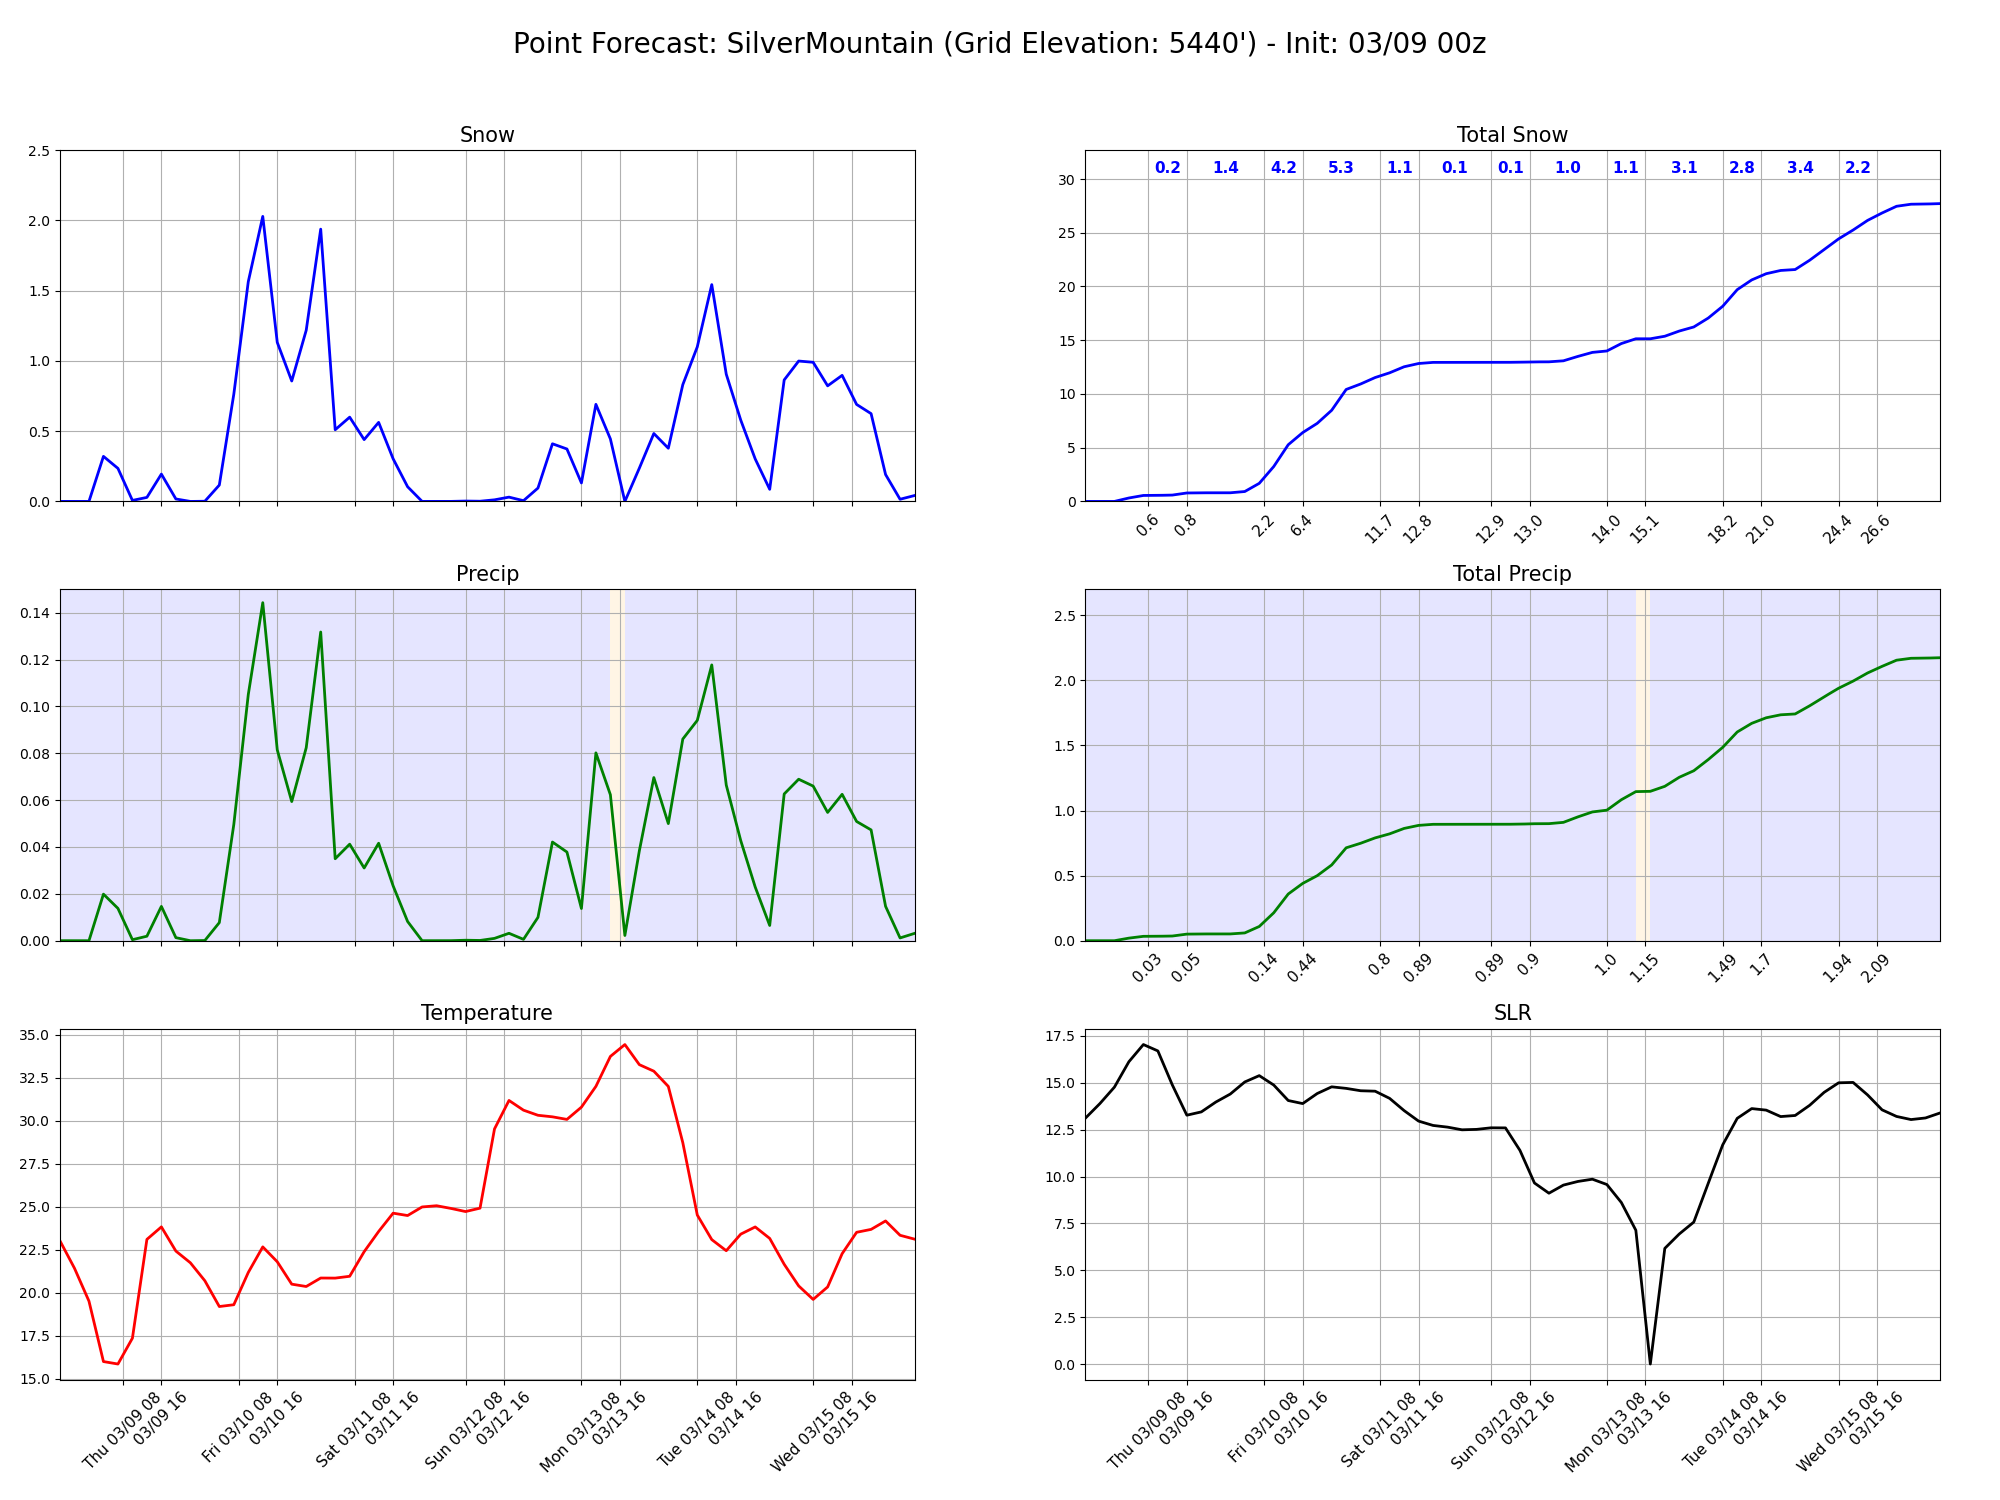 Point Forecast: SilverMountain (Grid Elevation: 5440') - Init: 03/09 00z
Snow
2.5
2.0
1.5
1.0
0.5
0.0
Total Snow
0.2 1.4 4.2 5.3 1.1 0.1 0.1 1.0 1.1 3.1 2.8 3.4 2.2
30
25
20
15
10
5
0
0.6 0.8 2.2 6.4 11.7 12.8 12.9 13.0 14.0 15.1 18.2 21.0 24.4 26.6
Precip
0.14
0.12
0.10
0.08
0.06
0.04
0.02
0.00
Total Precip
2.5
2.0
1.5
1.0
0.5
0.0
0.03 0.05 0.14 0.44 0.8 0.89 0.89 0.9 1.0 1.15 1.49 1.7 1.94 2.09
Temperature
35.0
32.5
30.0
27.5
25.0
22.5
20.0
17.5
15.0
Thu 03/09 08
03/09 16
Fri 03/10 08
03/10 16
Sat 03/11 08
03/11 16
Sun 03/12 08
03/12 16
Mon 03/13 08
03/13 16
Tue 03/14 08
03/14 16
Wed 03/15 08
03/15 16
SLR
17.5
15.0
12.5
10.0
7.5
5.0
2.5
0.0
Thu 03/09 08
03/09 16
Fri 03/10 08
03/10 16
Sat 03/11 08
03/11 16
Sun 03/12 08
03/12 16
Mon 03/13 08
03/13 16
Tue 03/14 08
03/14 16
Wed 03/15 08
03/15 16